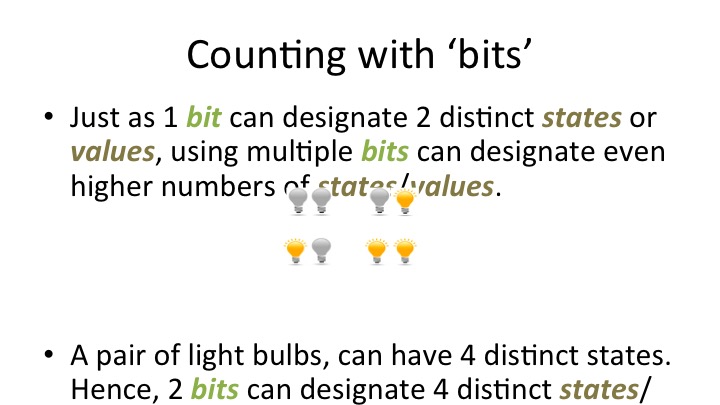 Counting with ‘bits’
• Just as 1 bit can designate 2 distinct states or
values, using multiple bits can designate even
higher numbers of states/values.
• A pair of light bulbs, can have 4 distinct states.
Hence, 2 bits can designate 4 distinct states/